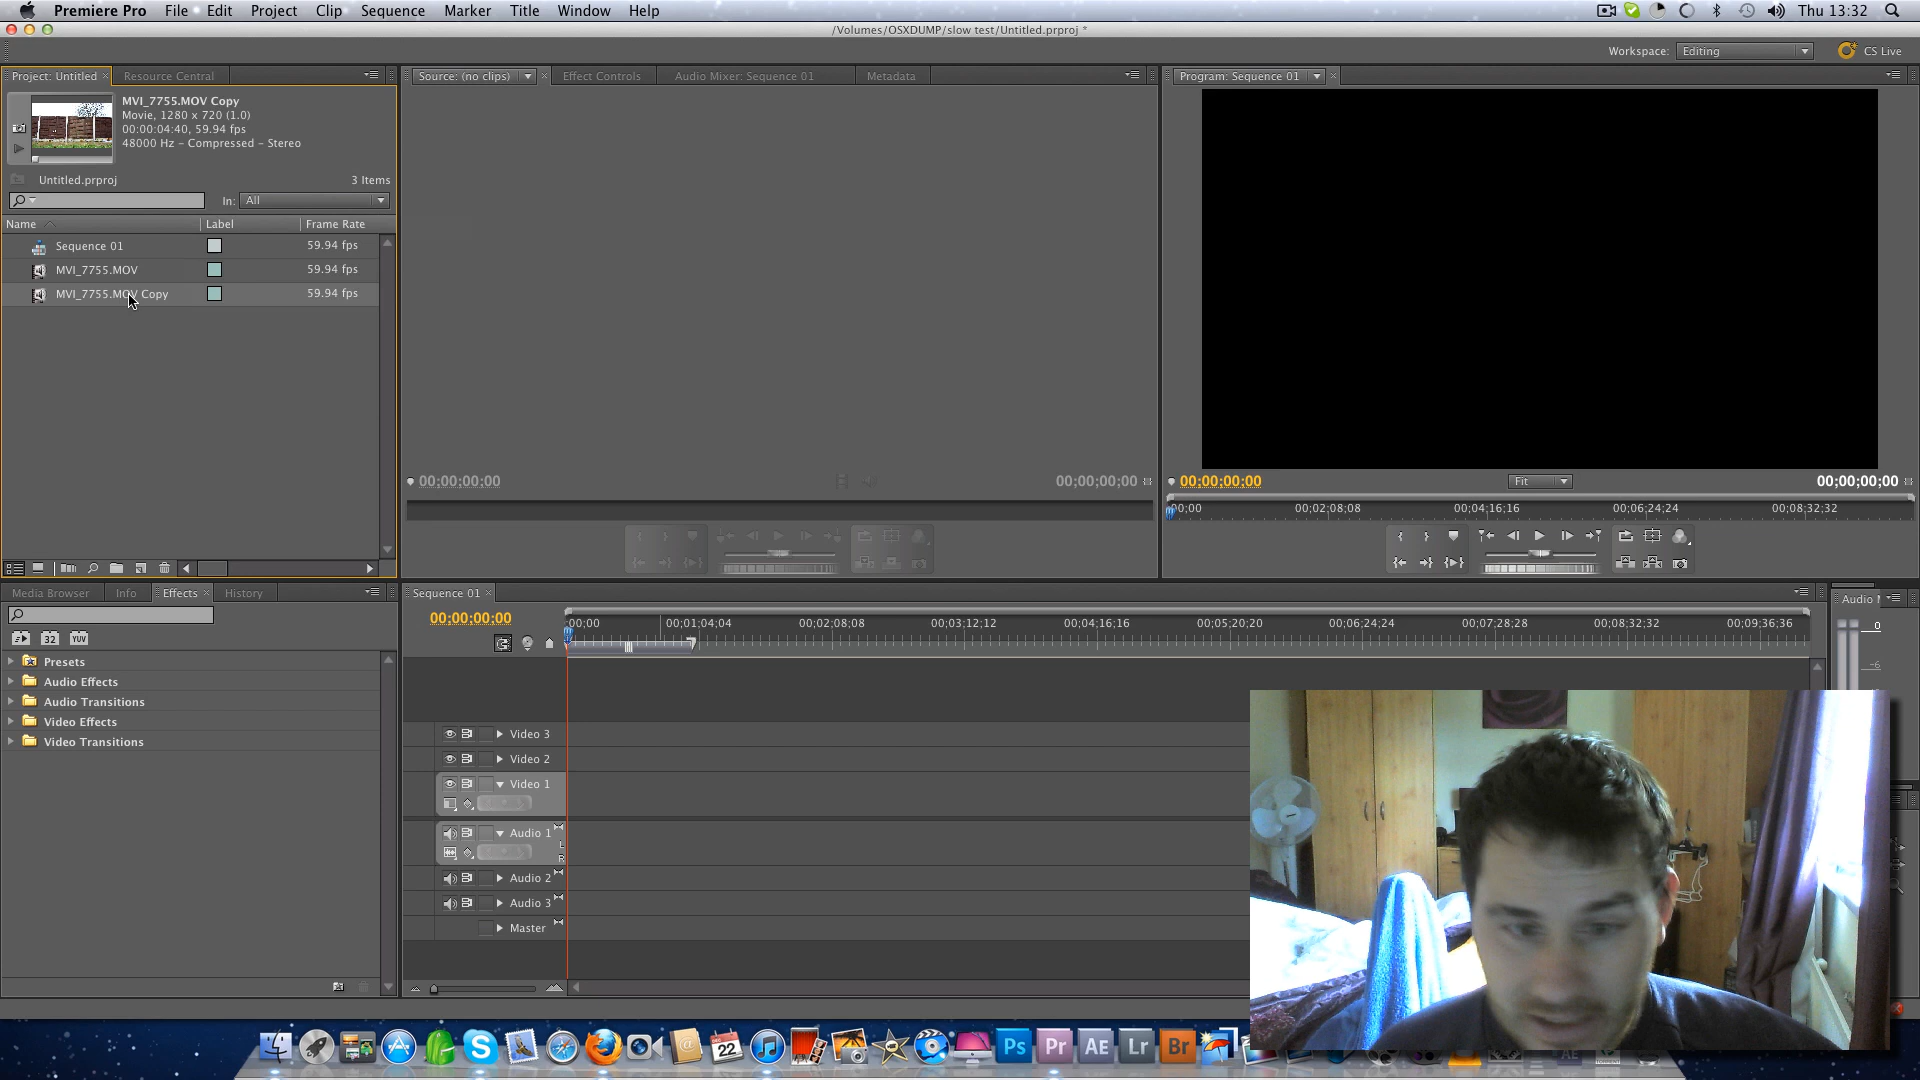 Premiere Pro File Edit Project Clip Sequence Marker Title Window Help Thu 13:32
/Volumes/OSXDUMP/slow test/Untitled.prproj *
Workspace: Editing CS Live
Project: Untitled × Resource Central
Source: (no clips) × Effect Controls Audio Mixer: Sequence 01 Metadata
Program: Sequence 01 ×
MVI_7755.MOV Copy
Movie, 1280 x 720 (1.0)
00:00:04:40, 59.94 fps
48000 Hz - Compressed - Stereo
Untitled.prproj 3 Items
In: All
Name Label Frame Rate
Sequence 01 59.94 fps
MVI_7755.MOV 59.94 fps
MVI_7755.MOV Copy 59.94 fps
00;00;00;00 00;00;00;00
00;00;00;00 Fit 00;00;00;00
00;00 00;02;08;08 00;04;16;16 00;06;24;24 00;08;32;32
Media Browser Info Effects × History
32 YUV
Presets
Audio Effects
Audio Transitions
Video Effects
Video Transitions
Sequence 01 ×
00;00;00;00
00;00 00;01;04;04 00;02;08;08 00;03;12;12 00;04;16;16 00;05;20;20 00;06;24;24 00;07;28;28 00;08;32;32 00;09;36;36
Video 3
Video 2
Video 1
Audio 1
L
R
Audio 2
Audio 3
Master
Audio
0
-6
DEC 22 Ps Pr AE Lr Br